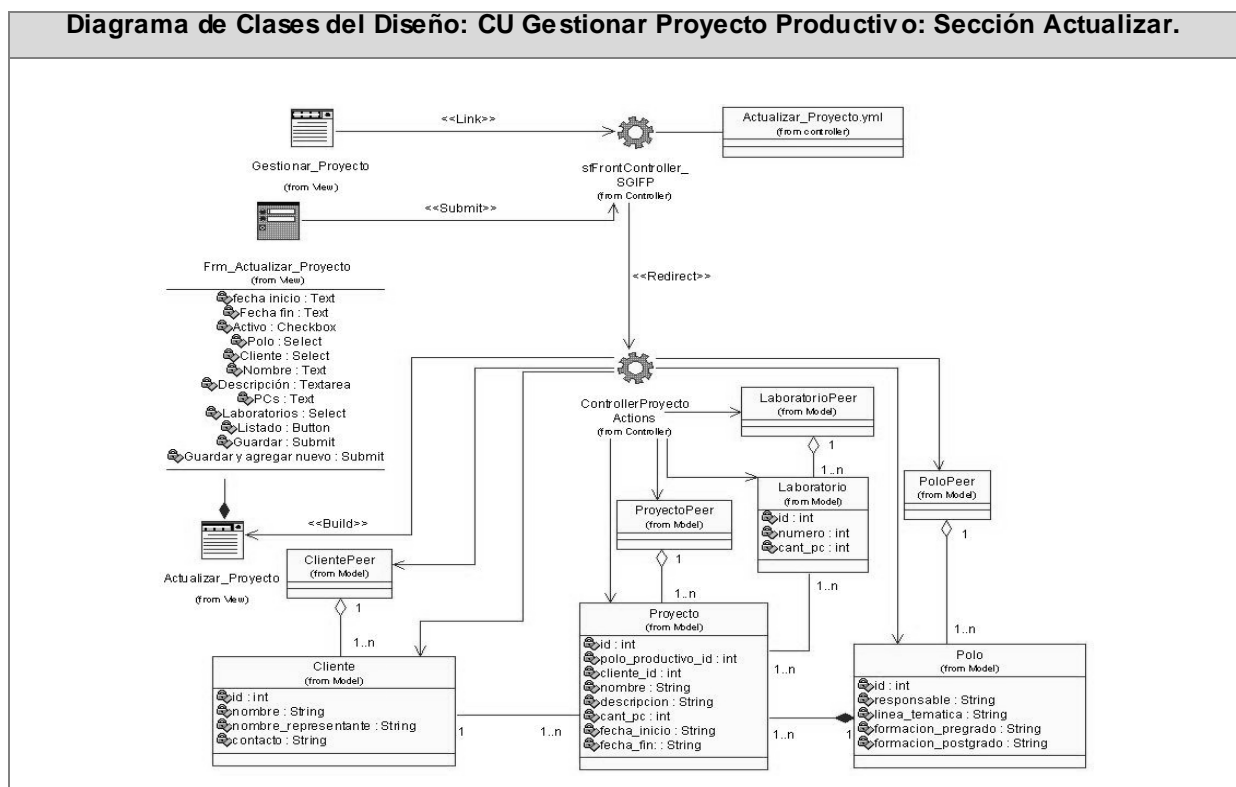 Diagrama de Clases del Diseño: CU Gestionar Proyecto Productivo: Sección Actualizar.
<<Link>>
Actualizar_Proyecto.yml
(from controller)
Gestionar_Proyecto
(from View)
sfFrontController_
SGIFP
(from Controller)
<<Submit>>
Frm_Actualizar_Proyecto
(from View)
<<Redirect>>
fecha inicio : Text
Fecha fin : Text
Activo : Checkbox
Polo : Select
Cliente : Select
Nombre : Text
Descripción : Textarea
PCs : Text
Laboratorios : Select
Listado : Button
Guardar : Submit
Guardar y agregar nuevo : Submit
ControllerProyecto
Actions
(from Controller)
LaboratorioPeer
(from Model)
1
1..n
Laboratorio
(from Model)
id : int
numero : int
cant_pc : int
PoloPeer
(from Model)
1
ProyectoPeer
(from Model)
1
1..n
<<Build>>
Actualizar_Proyecto
(from View)
ClientePeer
(from Model)
1
1..n
1..n
1..n
Cliente
(from Model)
id : int
nombre : String
nombre_representante : String
contacto : String
1
1..n
Proyecto
(from Model)
id : int
polo_productivo_id : int
cliente_id : int
nombre : String
descripcion : String
cant_pc : int
fecha_inicio : String
fecha_fin: : String
1..n
1..n
1
Polo
(from Model)
id : int
responsable : String
linea_tematica : String
formacion_pregrado : String
formacion_postgrado : String